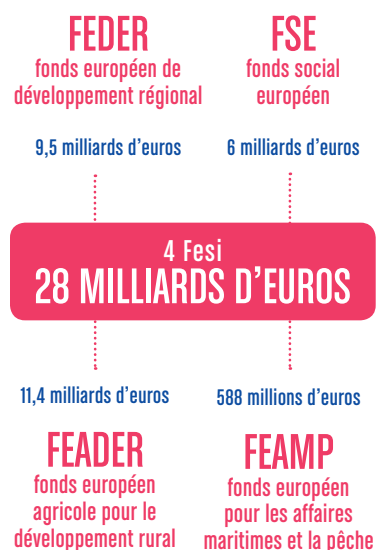 FEDER
fonds européen de
développement régional
9,5 milliards d'euros
FSE
fonds social
européen
6 milliards d'euros
4 Fesi
28 MILLIARDS D'EUROS
11,4 milliards d'euros
FEADER
fonds européen
agricole pour le
développement rural
588 millions d'euros
FEAMP
fonds européen
pour les affaires
maritimes et la pêche